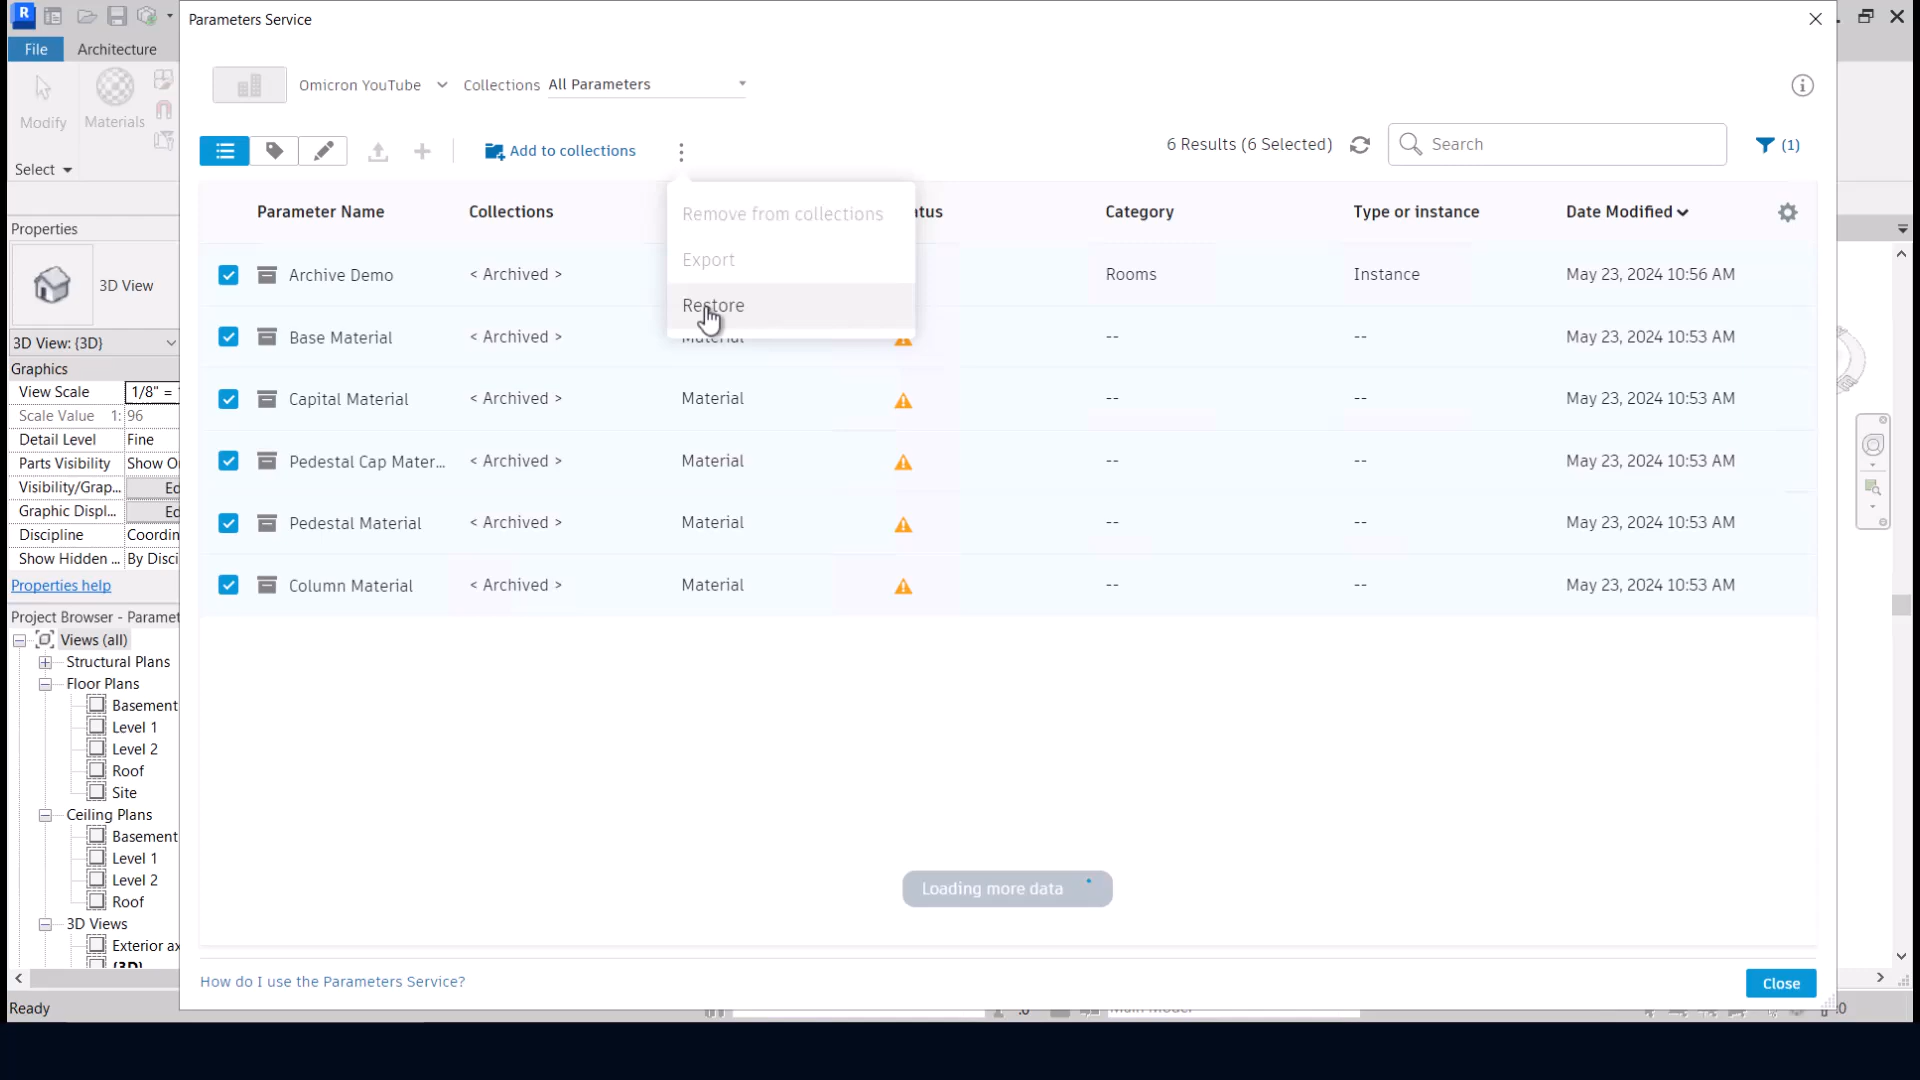 Parameters Service
R
File
Architecture
Omicron YouTube
Collections
All Parameters
Modify
Materials
Add to collections
6 Results (6 Selected)
Search
(1)
Select
Parameter Name
Collections
tus
Category
Type or instance
Date Modified
Remove from collections
Export
Restore
Properties
3D View
3D View: {3D}
Graphics
View Scale
1/8" =
Scale Value 1:
96
Detail Level
Fine
Parts Visibility
Show O
Visibility/Grap...
Ed
Graphic Displ...
Ed
Discipline
Coordin
Show Hidden ...
By Disci
Properties help
Archive Demo
< Archived >
Rooms
Instance
May 23, 2024 10:56 AM
Base Material
< Archived >
Material
--
--
May 23, 2024 10:53 AM
Capital Material
< Archived >
Material
--
--
May 23, 2024 10:53 AM
Pedestal Cap Mater...
< Archived >
Material
--
--
May 23, 2024 10:53 AM
Pedestal Material
< Archived >
Material
--
--
May 23, 2024 10:53 AM
Column Material
< Archived >
Material
--
--
May 23, 2024 10:53 AM
Project Browser - Paramet
Views (all)
Structural Plans
Floor Plans
Basement
Level 1
Level 2
Roof
Site
Ceiling Plans
Basement
Level 1
Level 2
Roof
3D Views
Exterior ax
{3D}
Loading more data
How do I use the Parameters Service?
Close
Ready
Main Model